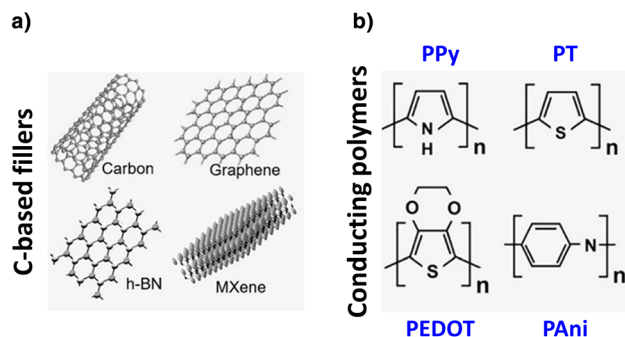 a)
C-based fillers
Carbon
Graphene
h-BN
MXene
b)
Conducting polymers
PPy
PT
N
H
n
S
n
O
O
S
n
N
n
PEDOT
PAni